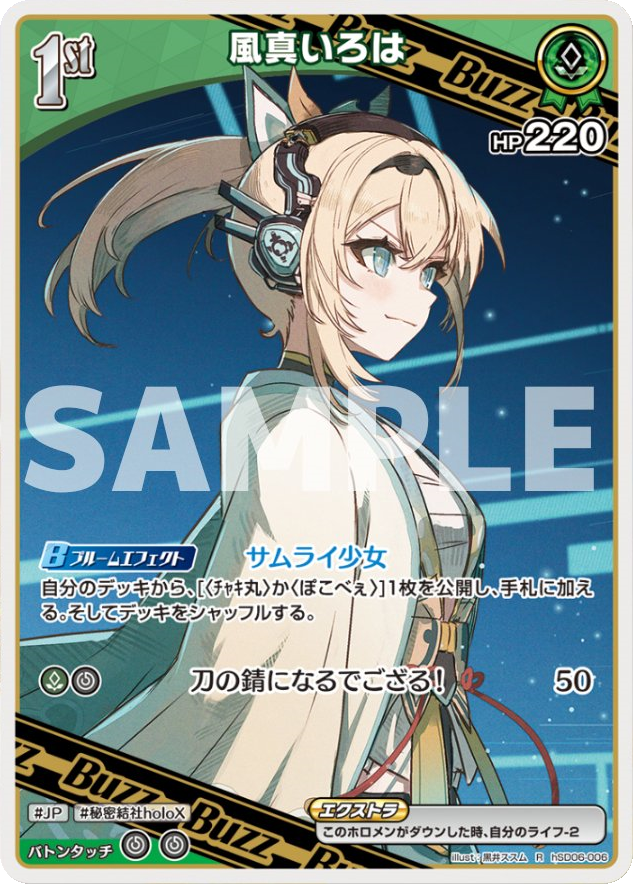 1st
風真いろは
Buzz Buzz
HP 220
SAMPLE
Bブルームエフェクト サムライ少女
自分のデッキから、[〈チャキ丸〉か〈ぽこべぇ〉]1枚を公開し、手札に加え
る。そしてデッキをシャッフルする。
刀の錆になるでござる! 50
Buzz Buzz Buzz
#JP #秘密結社holoX
エクストラ
このホロメンがダウンした時、自分のライフ-2
バトンタッチ
illust:黒井ススム R hSD06-006